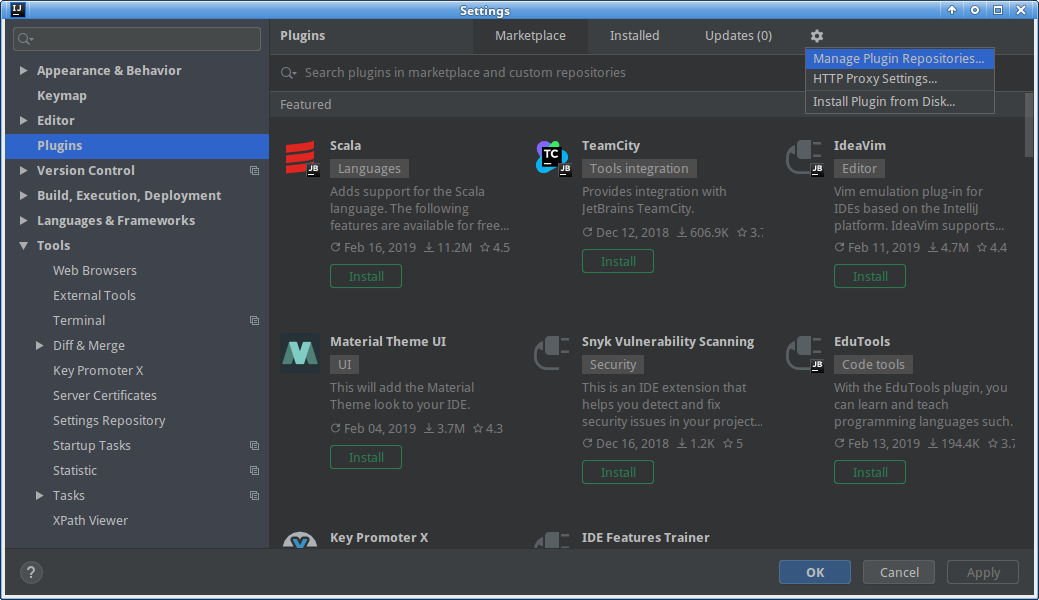 IJ
Settings
Plugins
Marketplace
Installed
Updates (0)
Manage Plugin Repositories...
HTTP Proxy Settings...
Install Plugin from Disk...
Search plugins in marketplace and custom repositories
Appearance & Behavior
Keymap
Editor
Plugins
Version Control
Build, Execution, Deployment
Languages & Frameworks
Tools
Web Browsers
External Tools
Terminal
Diff & Merge
Key Promoter X
Server Certificates
Settings Repository
Startup Tasks
Statistic
Tasks
XPath Viewer
Featured
JB
Scala
Languages
Adds support for the Scala
language. The following
features are available for free...
Feb 16, 2019 11.2M 4.5
Install
TC
JB
TeamCity
Tools integration
Provides integration with
JetBrains TeamCity.
Dec 12, 2018 606.9K 3.7
Install
JB
IdeaVim
Editor
Vim emulation plug-in for
IDEs based on the IntelliJ
platform. IdeaVim supports...
Feb 11, 2019 4.7M 4.4
Install
Material Theme UI
UI
This will add the Material
Theme look to your IDE.
Feb 04, 2019 3.7M 4.3
Install
Snyk Vulnerability Scanning
Security
This is an IDE extension that
helps you detect and fix
security issues in your project...
Dec 16, 2018 1.2K 5
Install
JB
EduTools
Code tools
With the EduTools plugin, you
can learn and teach
programming languages such.
Feb 13, 2019 194.4K 3.7
Install
Key Promoter X
IDE Features Trainer
?
OK
Cancel
Apply